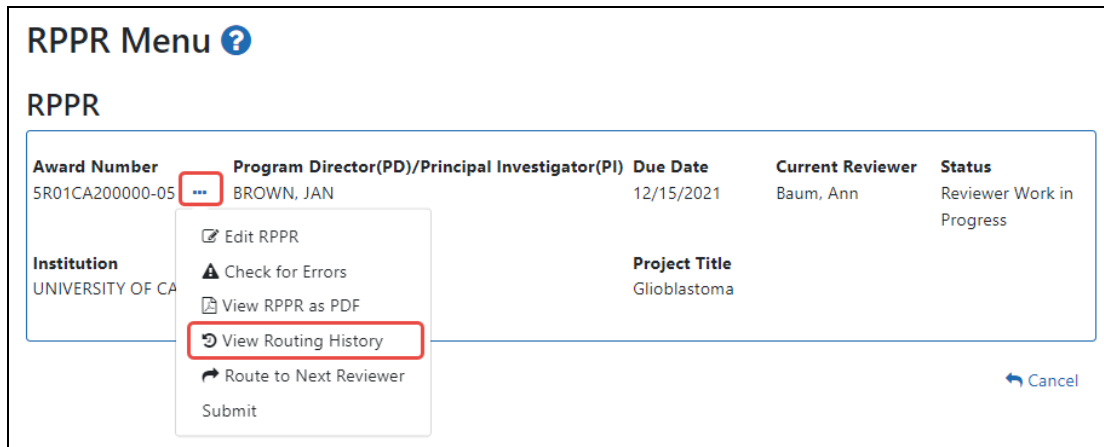 RPPR Menu ?
RPPR
Award Number Program Director(PD)/Principal Investigator(PI) Due Date Current Reviewer Status
5R01CA200000-05 ... BROWN, JAN 12/15/2021 Baum, Ann Reviewer Work in
Progress
Edit RPPR
Institution Project Title
Check for Errors
UNIVERSITY OF CA Glioblastoma
View RPPR as PDF
View Routing History
Route to Next Reviewer
Cancel
Submit